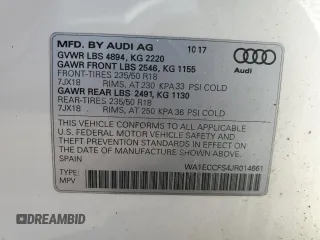 MFD. BY AUDI AG 10 17
GVWR LBS 4894, KG 2220
GAWR FRONT LBS 2546, KG 1155
FRONT-TIRES 235/50 R18
7JX18 RIMS, AT 230 KPA 33 PSI COLD
GAWR REAR LBS 2491, KG 1130
REAR-TIRES 235/50 R18
7JX18 RIMS, AT 250 KPA 36 PSI COLD
THIS VEHICLE CONFORMS TO ALL APPLICABLE
U.S. FEDERAL MOTOR VEHICLE SAFETY, BUMPER AND
THEFT PREVENTION STANDARDS IN EFFECT ON THE
DATE OF MANUFACTURE SHOWN ABOVE.
SPAIN
TYPE: WA1ECCFS4JR014661
MPV